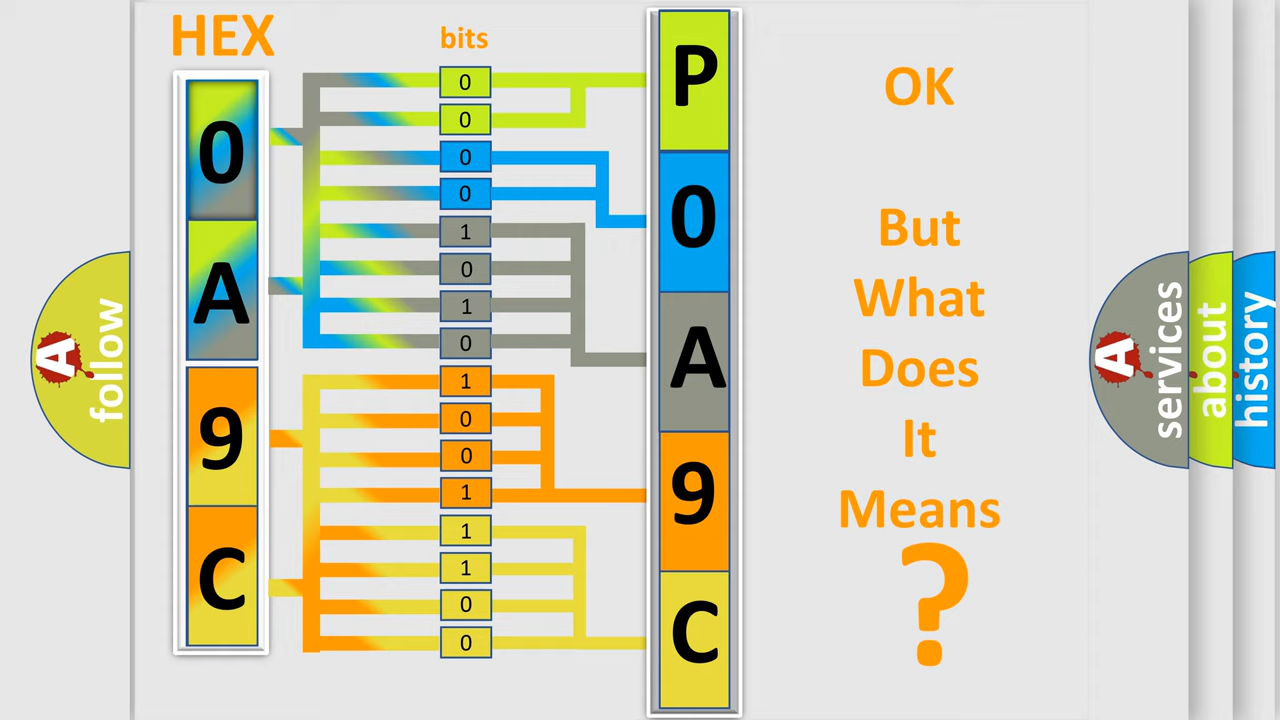 HEX
bits
0
A
9
C
0
0
0
0
1
0
1
0
1
0
0
1
1
1
0
0
P
0
A
9
C
OK
But
What
Does
It
Means
?
A
follow
A
services
about
history